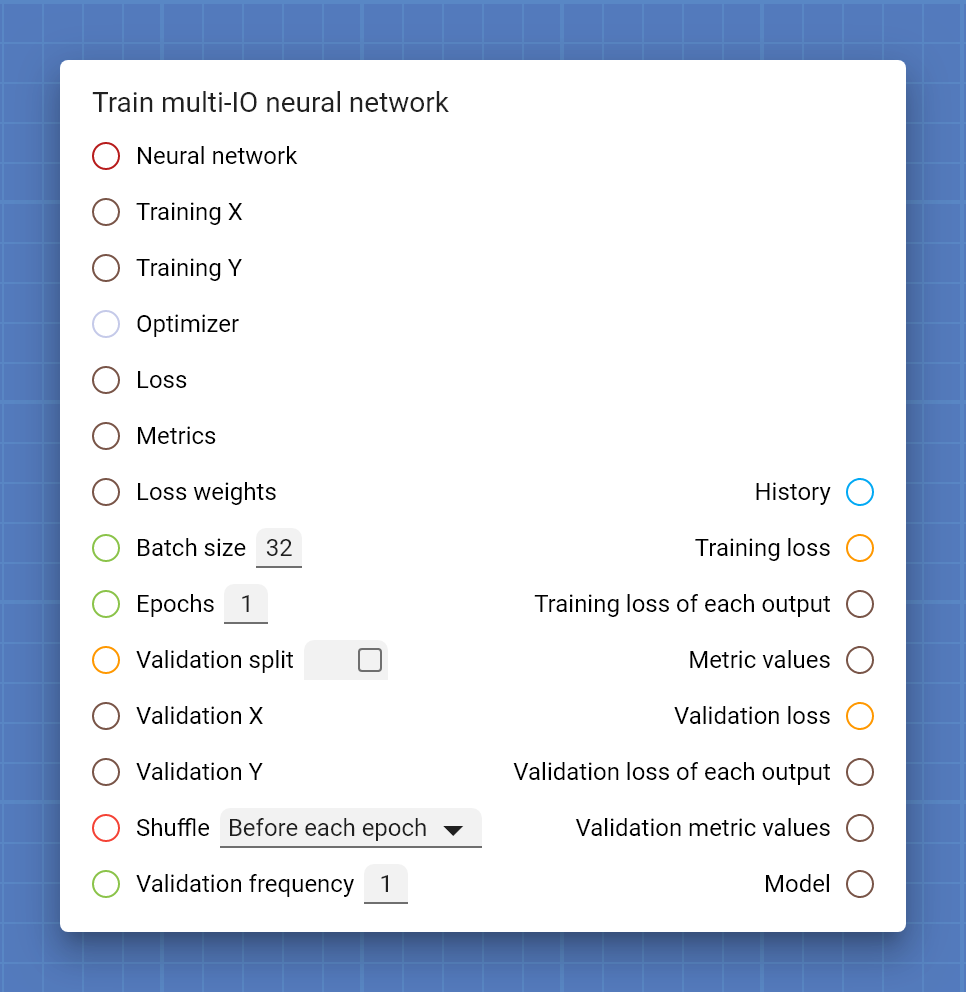 Train multi-IO neural network
Neural network
Training X
Training Y
Optimizer
Loss
Metrics
Loss weights
History
Batch size 32
Training loss
Epochs 1
Training loss of each output
Validation split
Metric values
Validation X
Validation loss
Validation Y
Validation loss of each output
Shuffle Before each epoch
Validation metric values
Validation frequency 1
Model